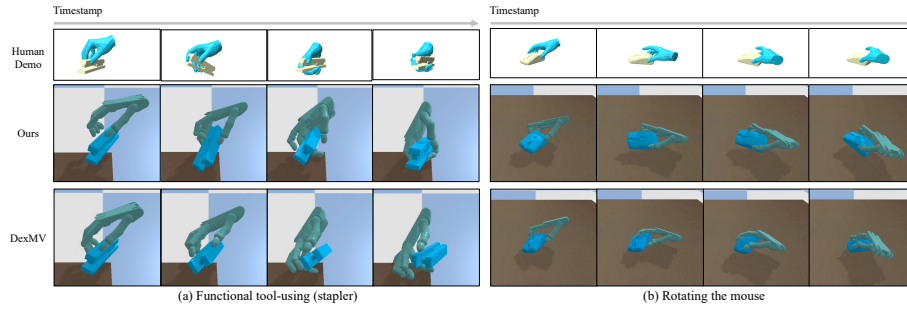 Timestamp
Timestamp
Human
Demo
Ours
DexMV
(a) Functional tool-using (stapler)
(b) Rotating the mouse